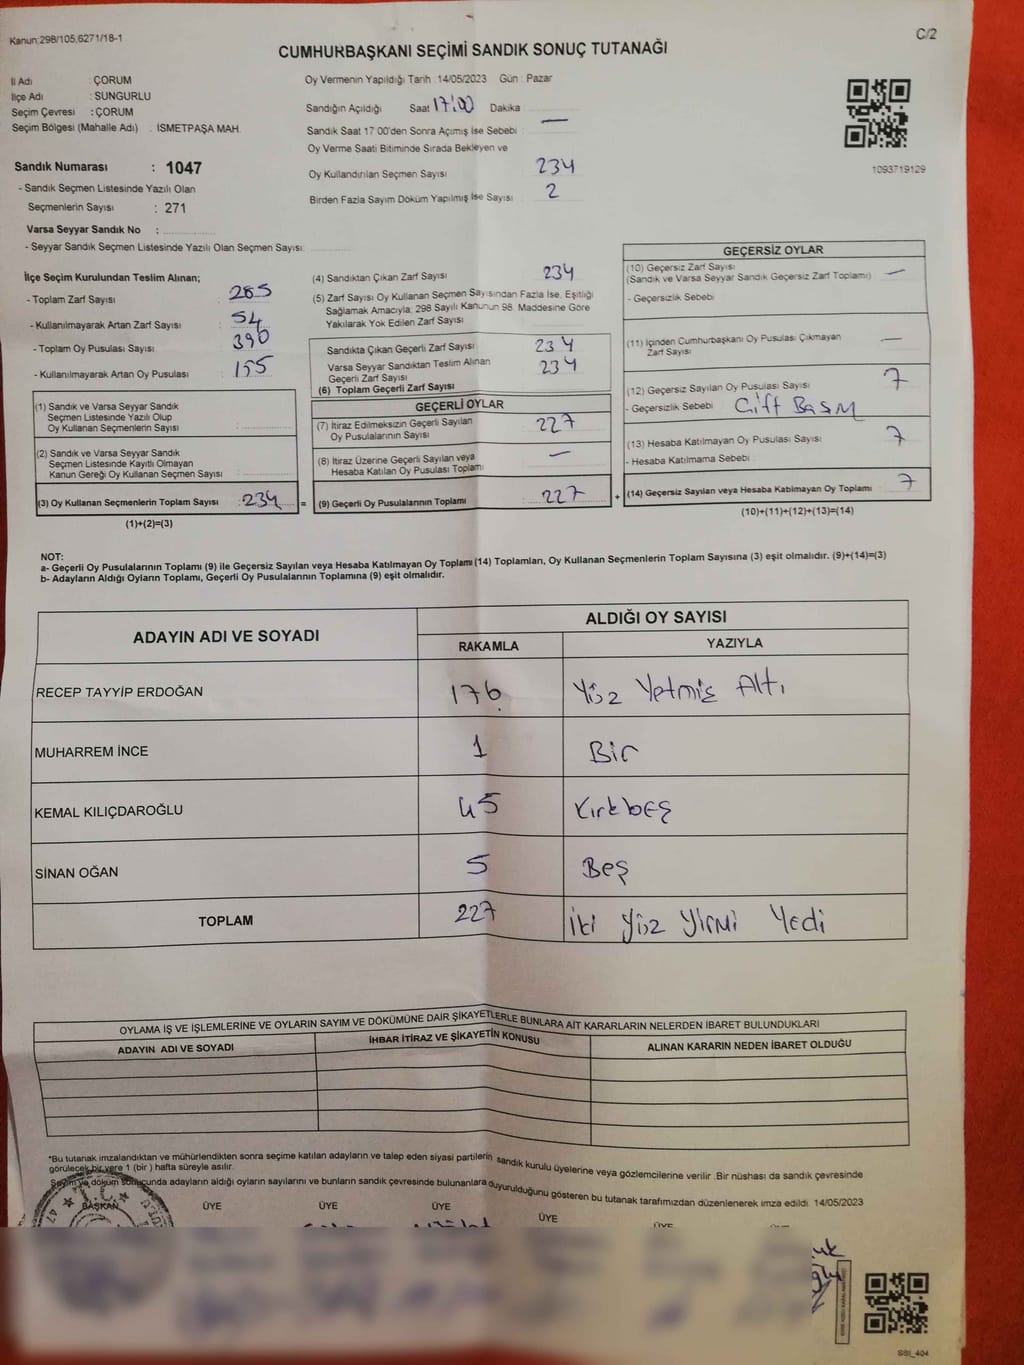 Kanun:298/105,6271/18-1
C/2
CUMHURBAŞKANI SEÇİMİ SANDIK SONUÇ TUTANAĞI
İl Adı : ÇORUM
İlçe Adı : SUNGURLU
Seçim Çevresi : ÇORUM
Seçim Bölgesi (Mahalle Adı) : İSMETPAŞA MAH.
Sandık Numarası : 1047
- Sandık Seçmen Listesinde Yazılı Olan
Seçmenlerin Sayısı : 271
Varsa Seyyar Sandık No :
- Seyyar Sandık Seçmen Listesinde Yazılı Olan Seçmen Sayısı:
Oy Vermenin Yapıldığı Tarih :14/05/2023 Gün : Pazar
Sandığın Açıldığı Saat 17:00 Dakika —
Sandık Saat 17:00'den Sonra Açımış İse Sebebi :
Oy Verme Saati Bitiminde Sırada Bekleyen ve
Oy Kullandırılan Seçmen Sayısı 234
Birden Fazla Sayım Döküm Yapılmış İse Sayısı : 2
1093719129
İlçe Seçim Kurulundan Teslim Alınan;
- Toplam Zarf Sayısı : 285
- Kullanılmayarak Artan Zarf Sayısı : 54
- Toplam Oy Pusulası Sayısı : 390
- Kullanılmayarak Artan Oy Pusulası : 155
(1) Sandık ve Varsa Seyyar Sandık
Seçmen Listesinde Yazılı Olup
Oy Kullanan Seçmenlerin Sayısı :
(2) Sandık ve Varsa Seyyar Sandık
Seçmen Listesinde Kayıtlı Olmayan
Kanun Gereği Oy Kullanan Seçmen Sayısı :
(3) Oy Kullanan Seçmenlerin Toplam Sayısı : 234 =
(1)+(2)=(3)
(4) Sandıktan Çıkan Zarf Sayısı 234
(5) Zarf Sayısı Oy Kullanan Seçmen Sayısından Fazla İse, Eşitliği
Sağlamak Amacıyla, 298 Sayılı Kanunun 98. Maddesine Göre
Yakılarak Yok Edilen Zarf Sayısı
Sandıkta Çıkan Geçerli Zarf Sayısı 234
Varsa Seyyar Sandıktan Teslim Alınan
Geçerli Zarf Sayısı : 234
(6) Toplam Geçerli Zarf Sayısı
GEÇERLİ OYLAR
(7) İtiraz Edilmeksizin Geçerli Sayılan
Oy Pusulalarının Sayısı 227
(8) İtiraz Üzerine Geçerli Sayılan veya
Hesaba Katılan Oy Pusulası Toplamı —
(9) Geçerli Oy Pusulalarının Toplamı : 227 +
GEÇERSİZ OYLAR
(10) Geçersiz Zarf Sayısı
(Sandık ve Varsa Seyyar Sandık Geçersiz Zarf Toplamı) —
- Geçersizlik Sebebi
(11) İçinden Cumhurbaşkanı Oy Pusulası Çıkmayan
Zarf Sayısı —
(12) Geçersiz Sayılan Oy Pusulası Sayısı 7
- Geçersizlik Sebebi Çift Basım
(13) Hesaba Katılmayan Oy Pusulası Sayısı : 7
- Hesaba Katılmama Sebebi :
(14) Geçersiz Sayılan veya Hesaba Katılmayan Oy Toplamı : 7
(10)+(11)+(12)+(13)=(14)
NOT:
a- Geçerli Oy Pusulalarının Toplamı (9) ile Geçersiz Sayılan veya Hesaba Katılmayan Oy Toplamı (14) Toplamları, Oy Kullanan Seçmenlerin Toplam Sayısına (3) eşit olmalıdır. (9)+(14)=(3)
b- Adayların Aldığı Oyların Toplamı, Geçerli Oy Pusulalarının Toplamına (9) eşit olmalıdır.
ADAYIN ADI VE SOYADI
ALDIĞI OY SAYISI
RAKAMLA YAZIYLA
RECEP TAYYİP ERDOĞAN 176 Yüz Yetmiş Altı
MUHARREM İNCE 1 Bir
KEMAL KILIÇDAROĞLU 45 Kırkbeş
SİNAN OĞAN 5 Beş
TOPLAM 227 İki Yüz Yirmi Yedi
OYLAMA İŞ VE İŞLEMLERİNE VE OYLARIN SAYIM VE DÖKÜMÜNE DAİR ŞİKAYETLERLE BUNLARA AİT KARARLARIN NELERDEN İBARET BULUNDUKLARI
ADAYIN ADI VE SOYADI İHBAR İTİRAZ VE ŞİKAYETİN KONUSU ALINAN KARARIN NEDEN İBARET OLDUĞU
*Bu tutanak imzalandıktan ve mühürlendikten sonra seçime katılan adayların ve talep eden siyasi partilerin sandık kurulu üyelerine veya gözlemcilerine verilir. Bir nüshası da sandık çevresinde
görülecek bir yere 1 (bir ) hafta süreyle asılır.
Seçim ve döküm sonucunda adayların aldığı oyların sayılarını ve bunların sandık çevresinde bulunanlara duyurulduğunu gösteren bu tutanak tarafımızdan düzenlenerek imza edildi. 14/05/2023
BAŞKAN ÜYE ÜYE ÜYE ÜYE ÜYE
T.C.
SSI_404